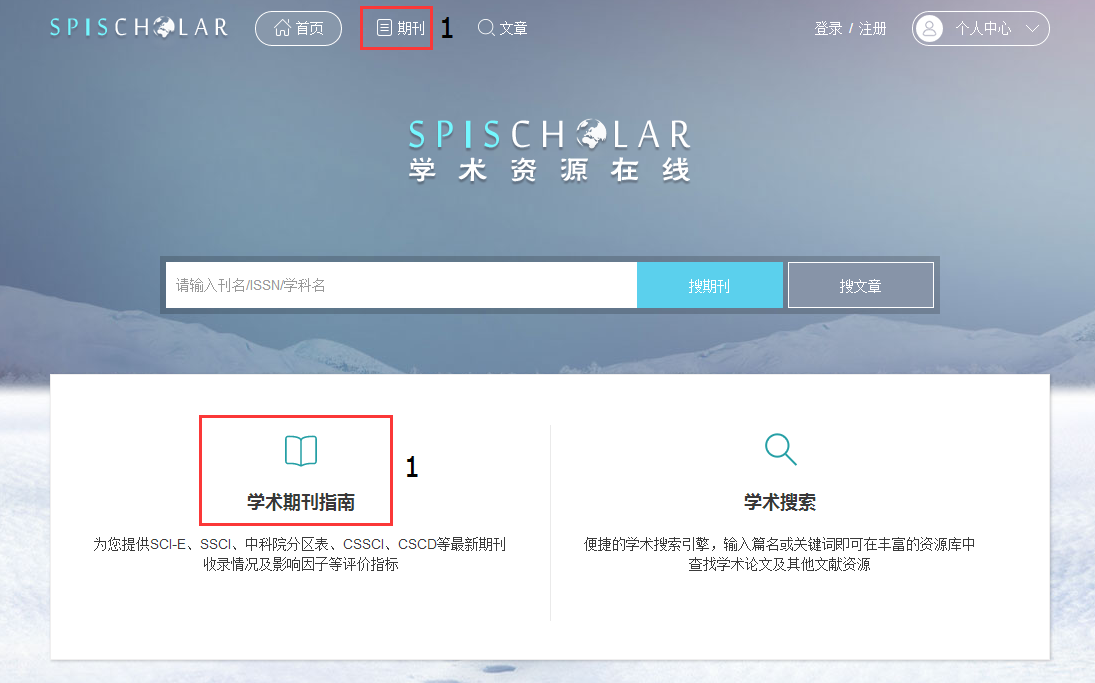 SPISCHOLAR 首页 期刊 1 文章 登录 / 注册 个人中心
SPISCHOLAR
学术资源在线
请输入刊名/ISSN/学科名 搜期刊 搜文章
1
学术期刊指南
为您提供SCI-E、SSCI、中科院分区表、CSSCI、CSCD等最新期刊
收录情况及影响因子等评价指标
学术搜索
便捷的学术搜索引擎，输入篇名或关键词即可在丰富的资源库中
查找学术论文及其他文献资源